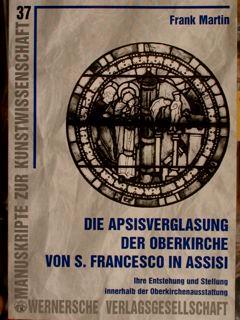 37
MANUSKRIPTE ZUR KUNSTWISSENSCHAFT
Frank Martin
DIE APSISVERGLASUNG
DER OBERKIRCHE
VON S. FRANCESCO IN ASSISI
Ihre Entstehung und Stellung
innerhalb der Oberkirchenausstattung
WERNERSCHE VERLAGSGESELLSCHAFT